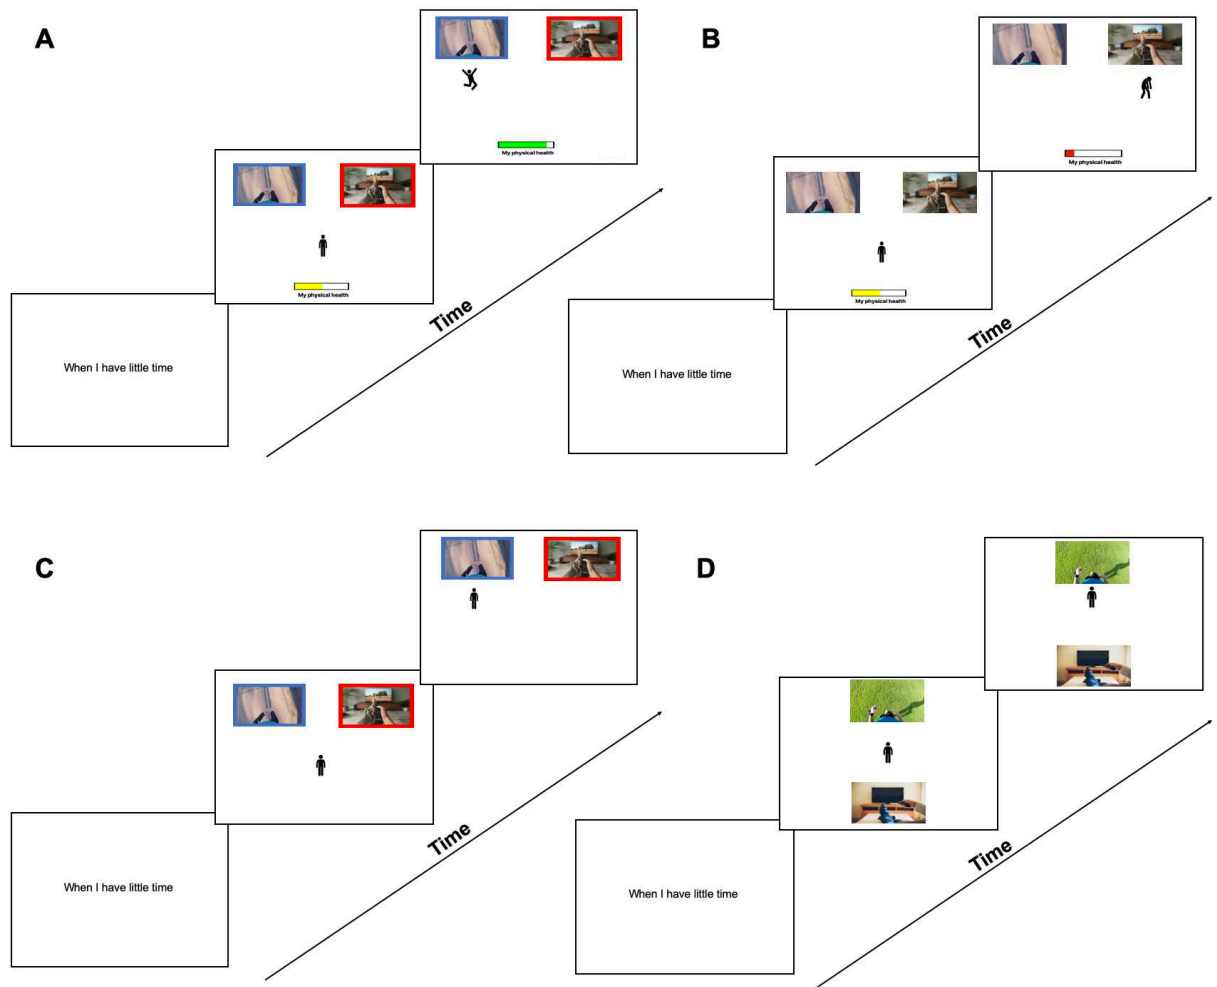 A
My physical health
My physical health
Time
When I have little time
B
My physical health
My physical health
Time
When I have little time
C
Time
When I have little time
D
Time
When I have little time